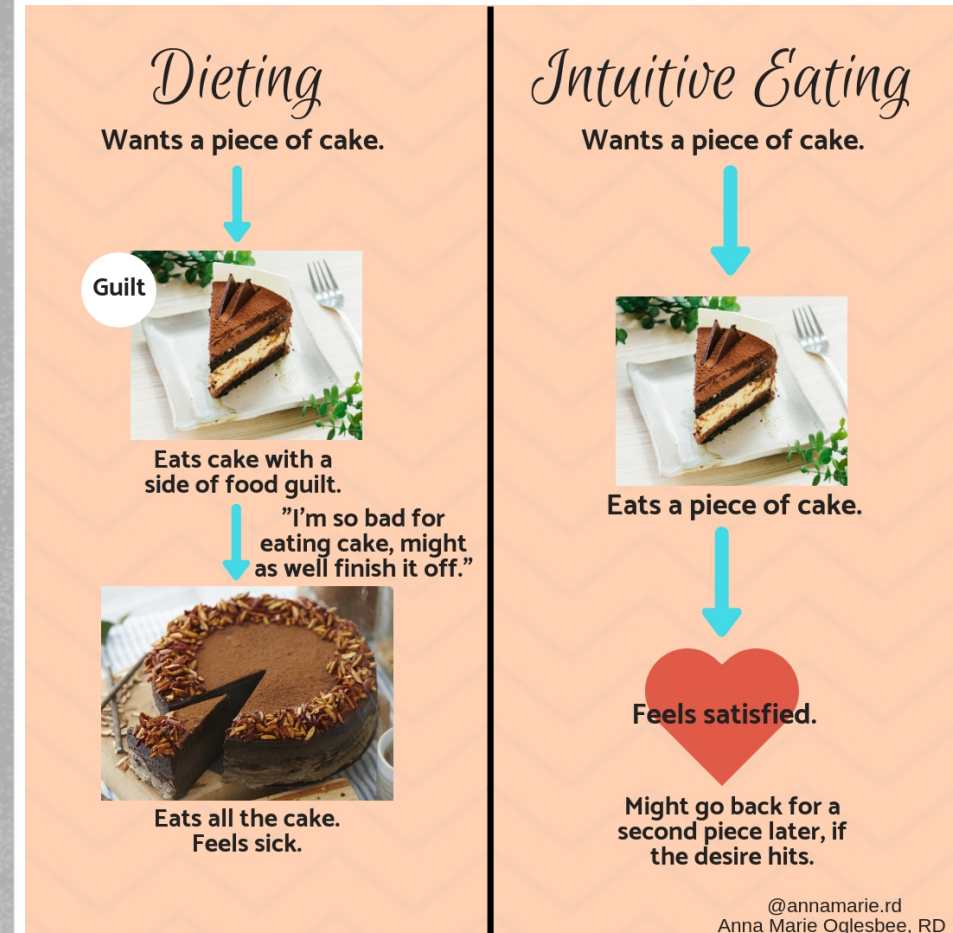 Dieting
Wants a piece of cake.
Guilt
Eats cake with a
side of food guilt.
”I'm so bad for
eating cake, might
as well finish it off.”
Eats all the cake.
Feels sick.
Intuitive Eating
Wants a piece of cake.
Eats a piece of cake.
Feels satisfied.
Might go back for a
second piece later, if
the desire hits.
@annamarie.rd
Anna Marie Oglesbee, RD